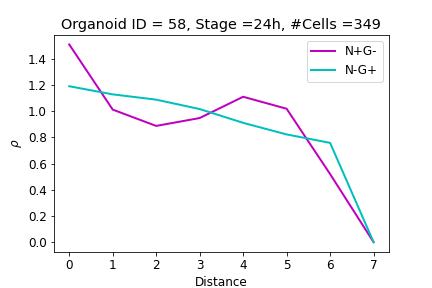 Organoid ID = 58, Stage =24h, #Cells =349
N+G-
N-G+
1.4
1.2
1.0
0.8
0.6
0.4
0.2
0.0
ρ
0 1 2 3 4 5 6 7
Distance